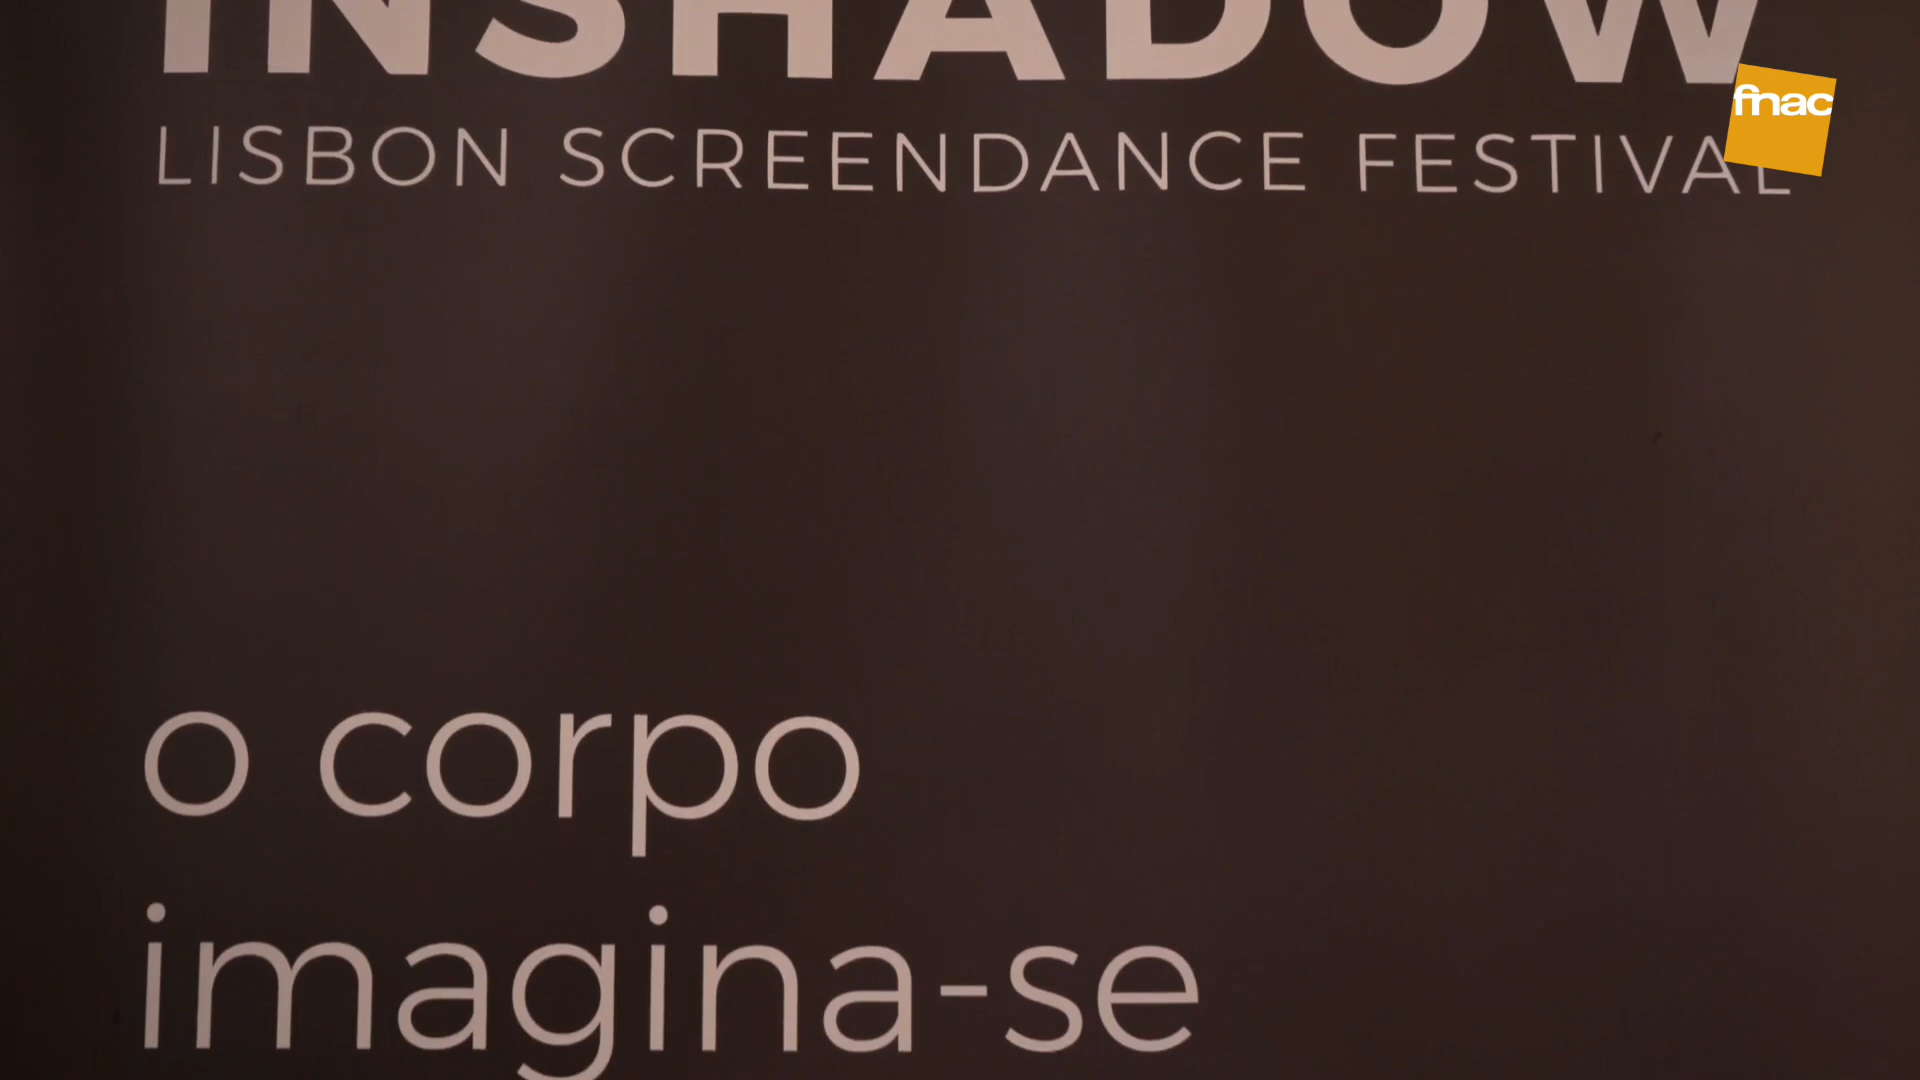 INSHADOW
fnac
LISBON SCREENDANCE FESTIVAL
o corpo
imagina-se